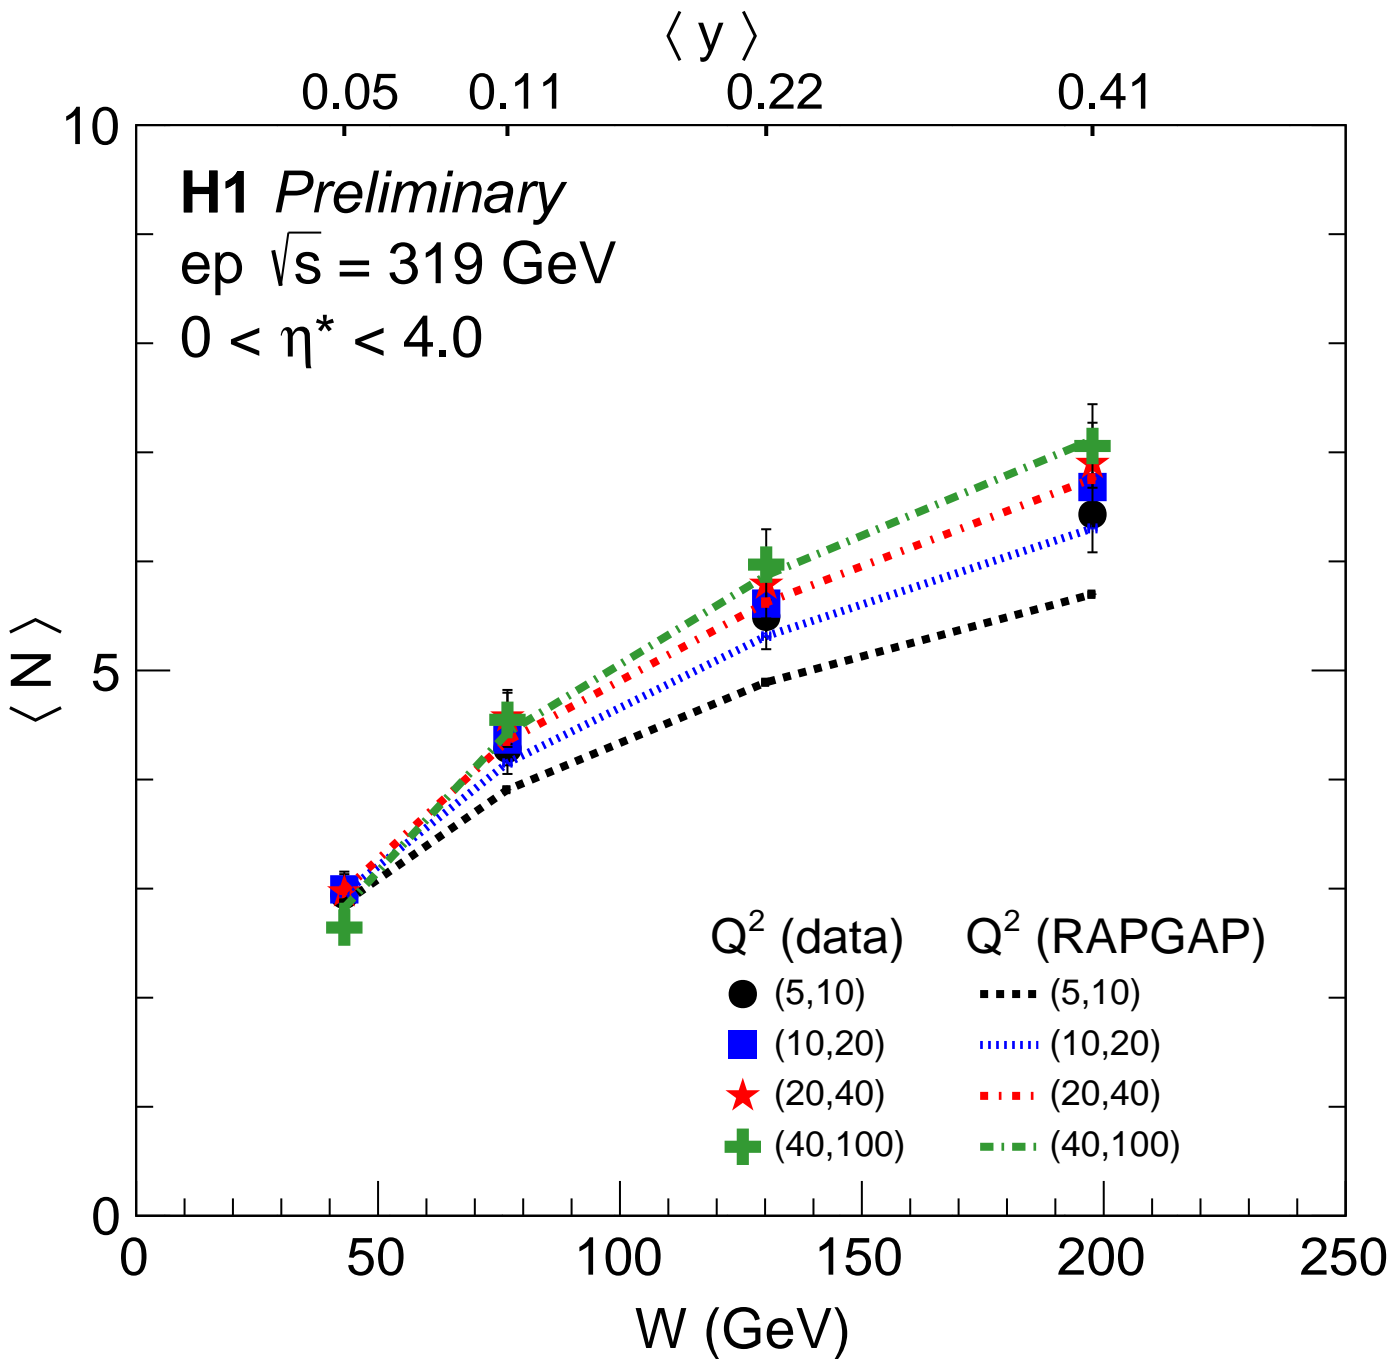 ⟨ y ⟩
0.05 0.11 0.22 0.41
10
H1 Preliminary
ep √s = 319 GeV
0 < η* < 4.0
⟨ N ⟩
5
Q² (data) Q² (RAPGAP)
(5,10) (5,10)
(10,20) (10,20)
(20,40) (20,40)
(40,100) (40,100)
0
0 50 100 150 200 250
W (GeV)